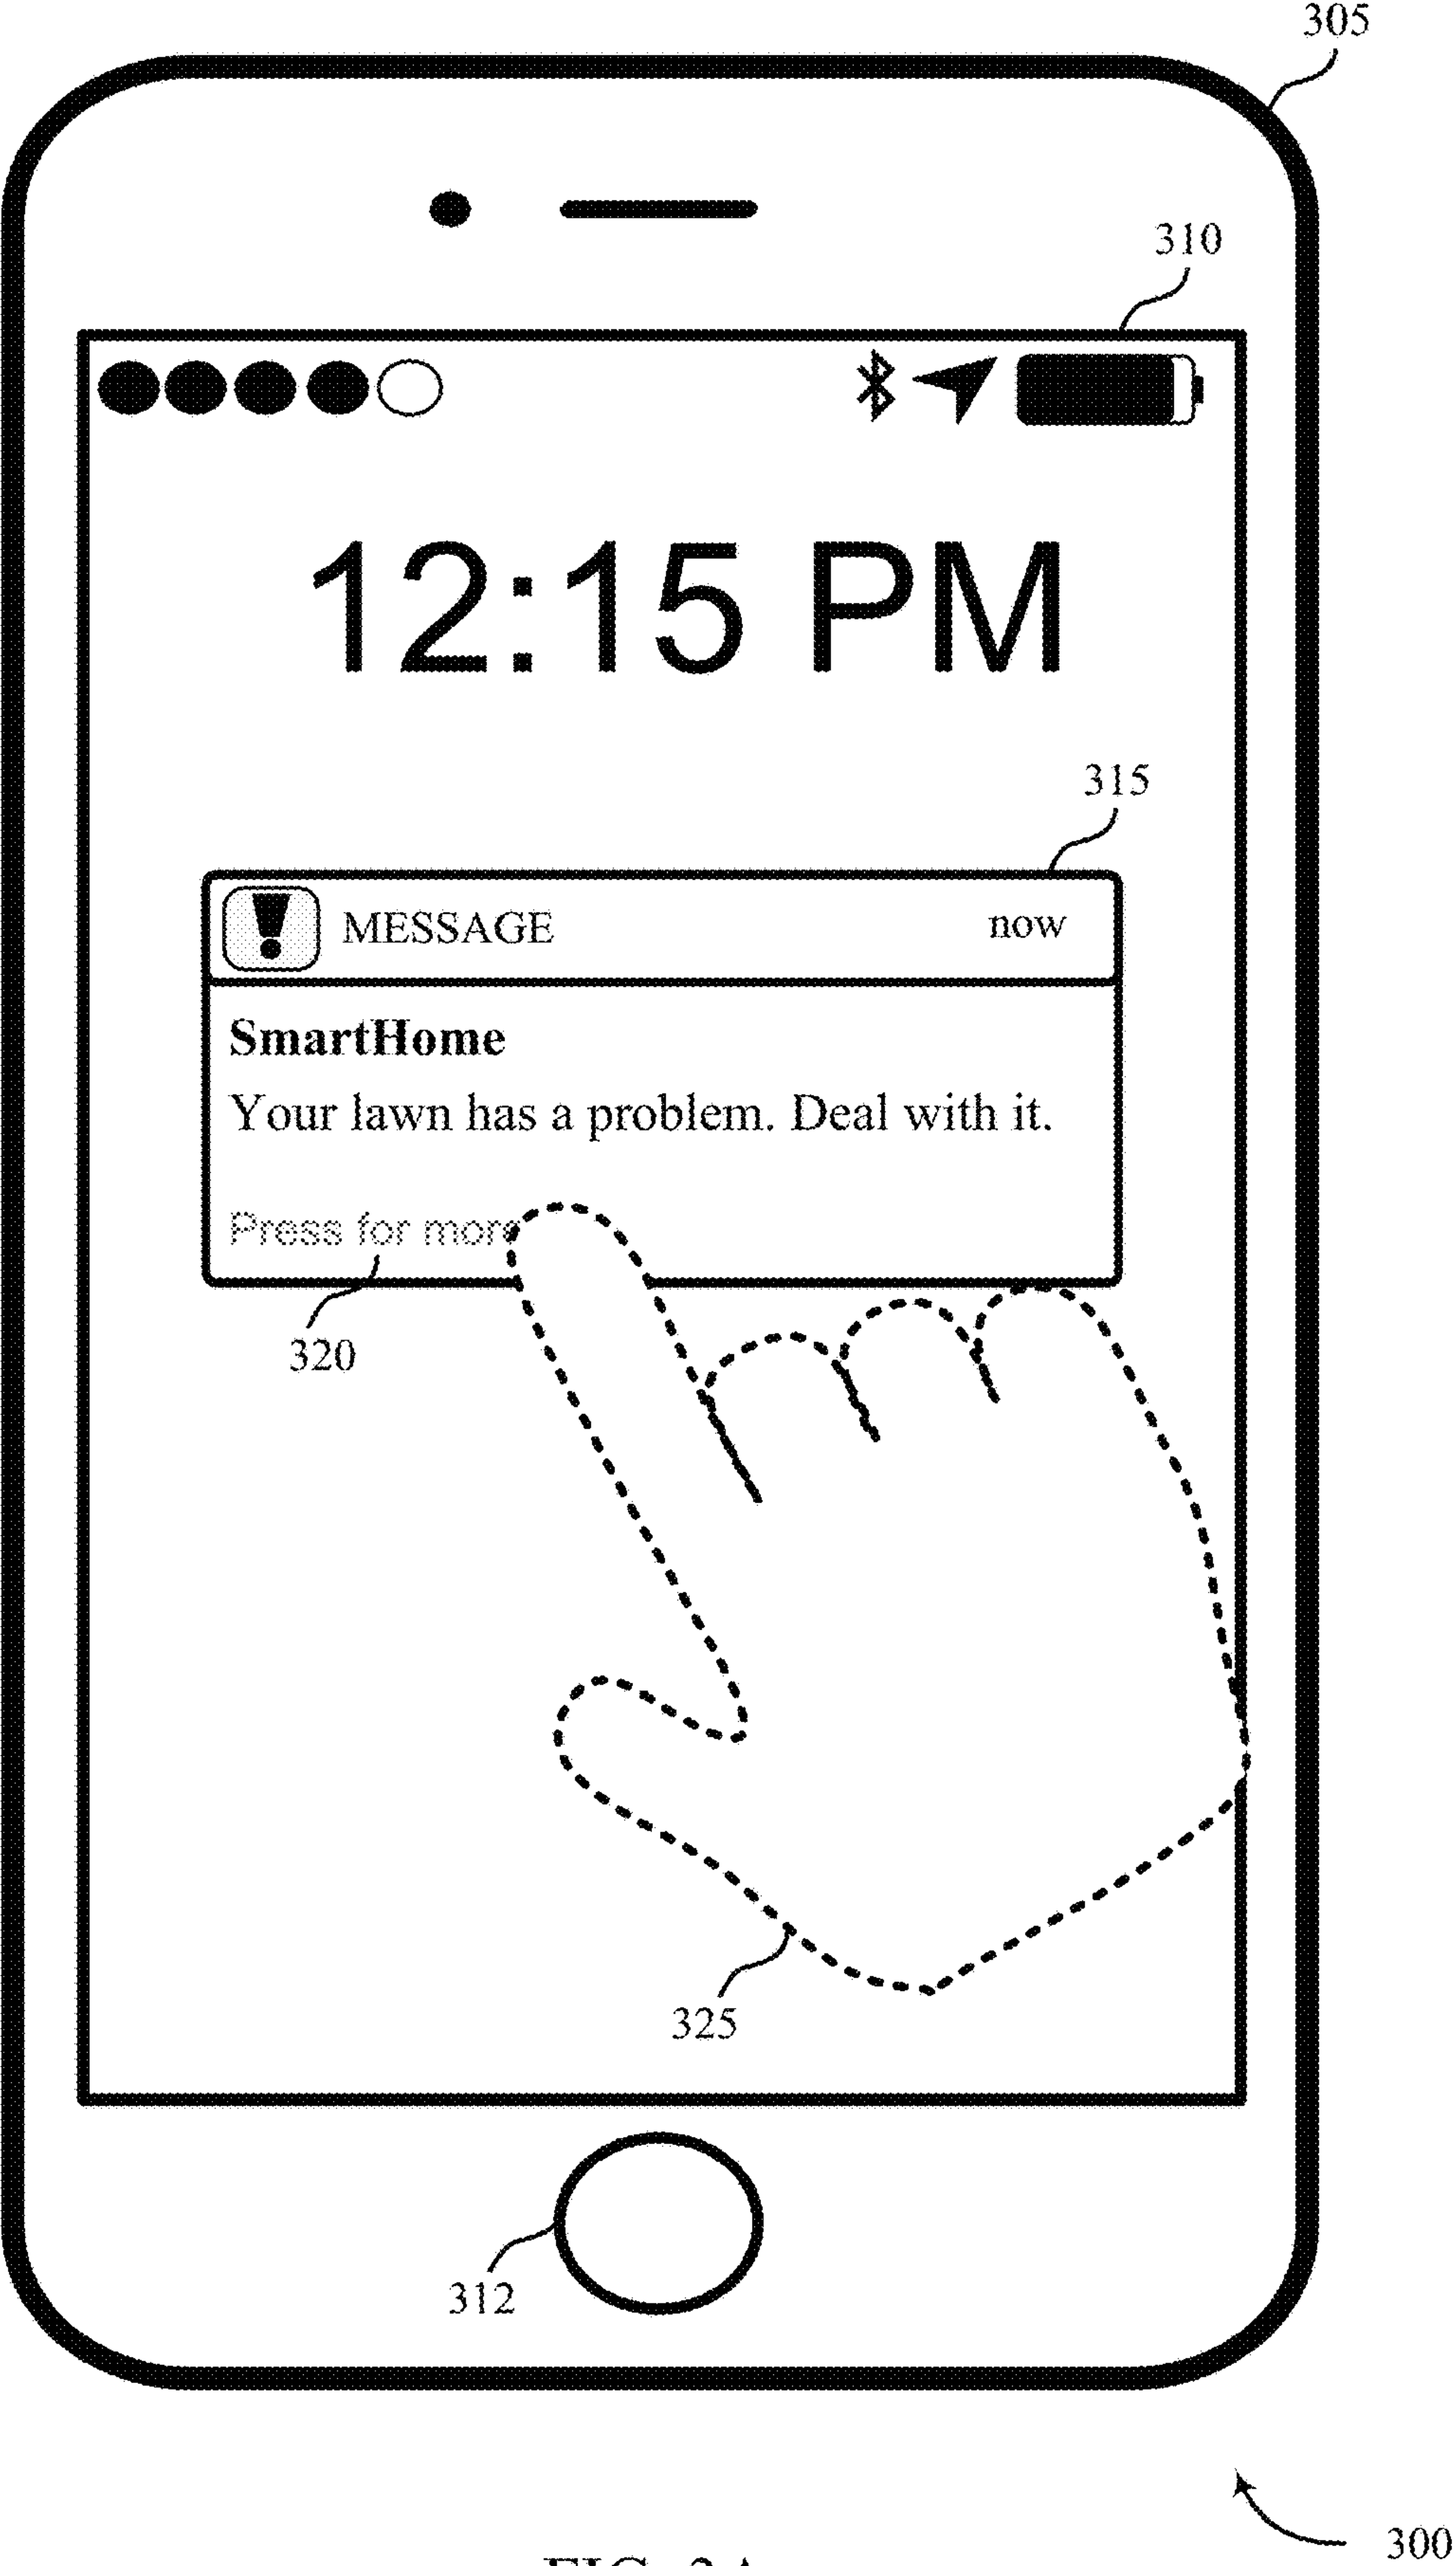 305
310
12:15 PM
315
MESSAGE now
SmartHome
Your lawn has a problem. Deal with it.
Press for more
320
325
312
300